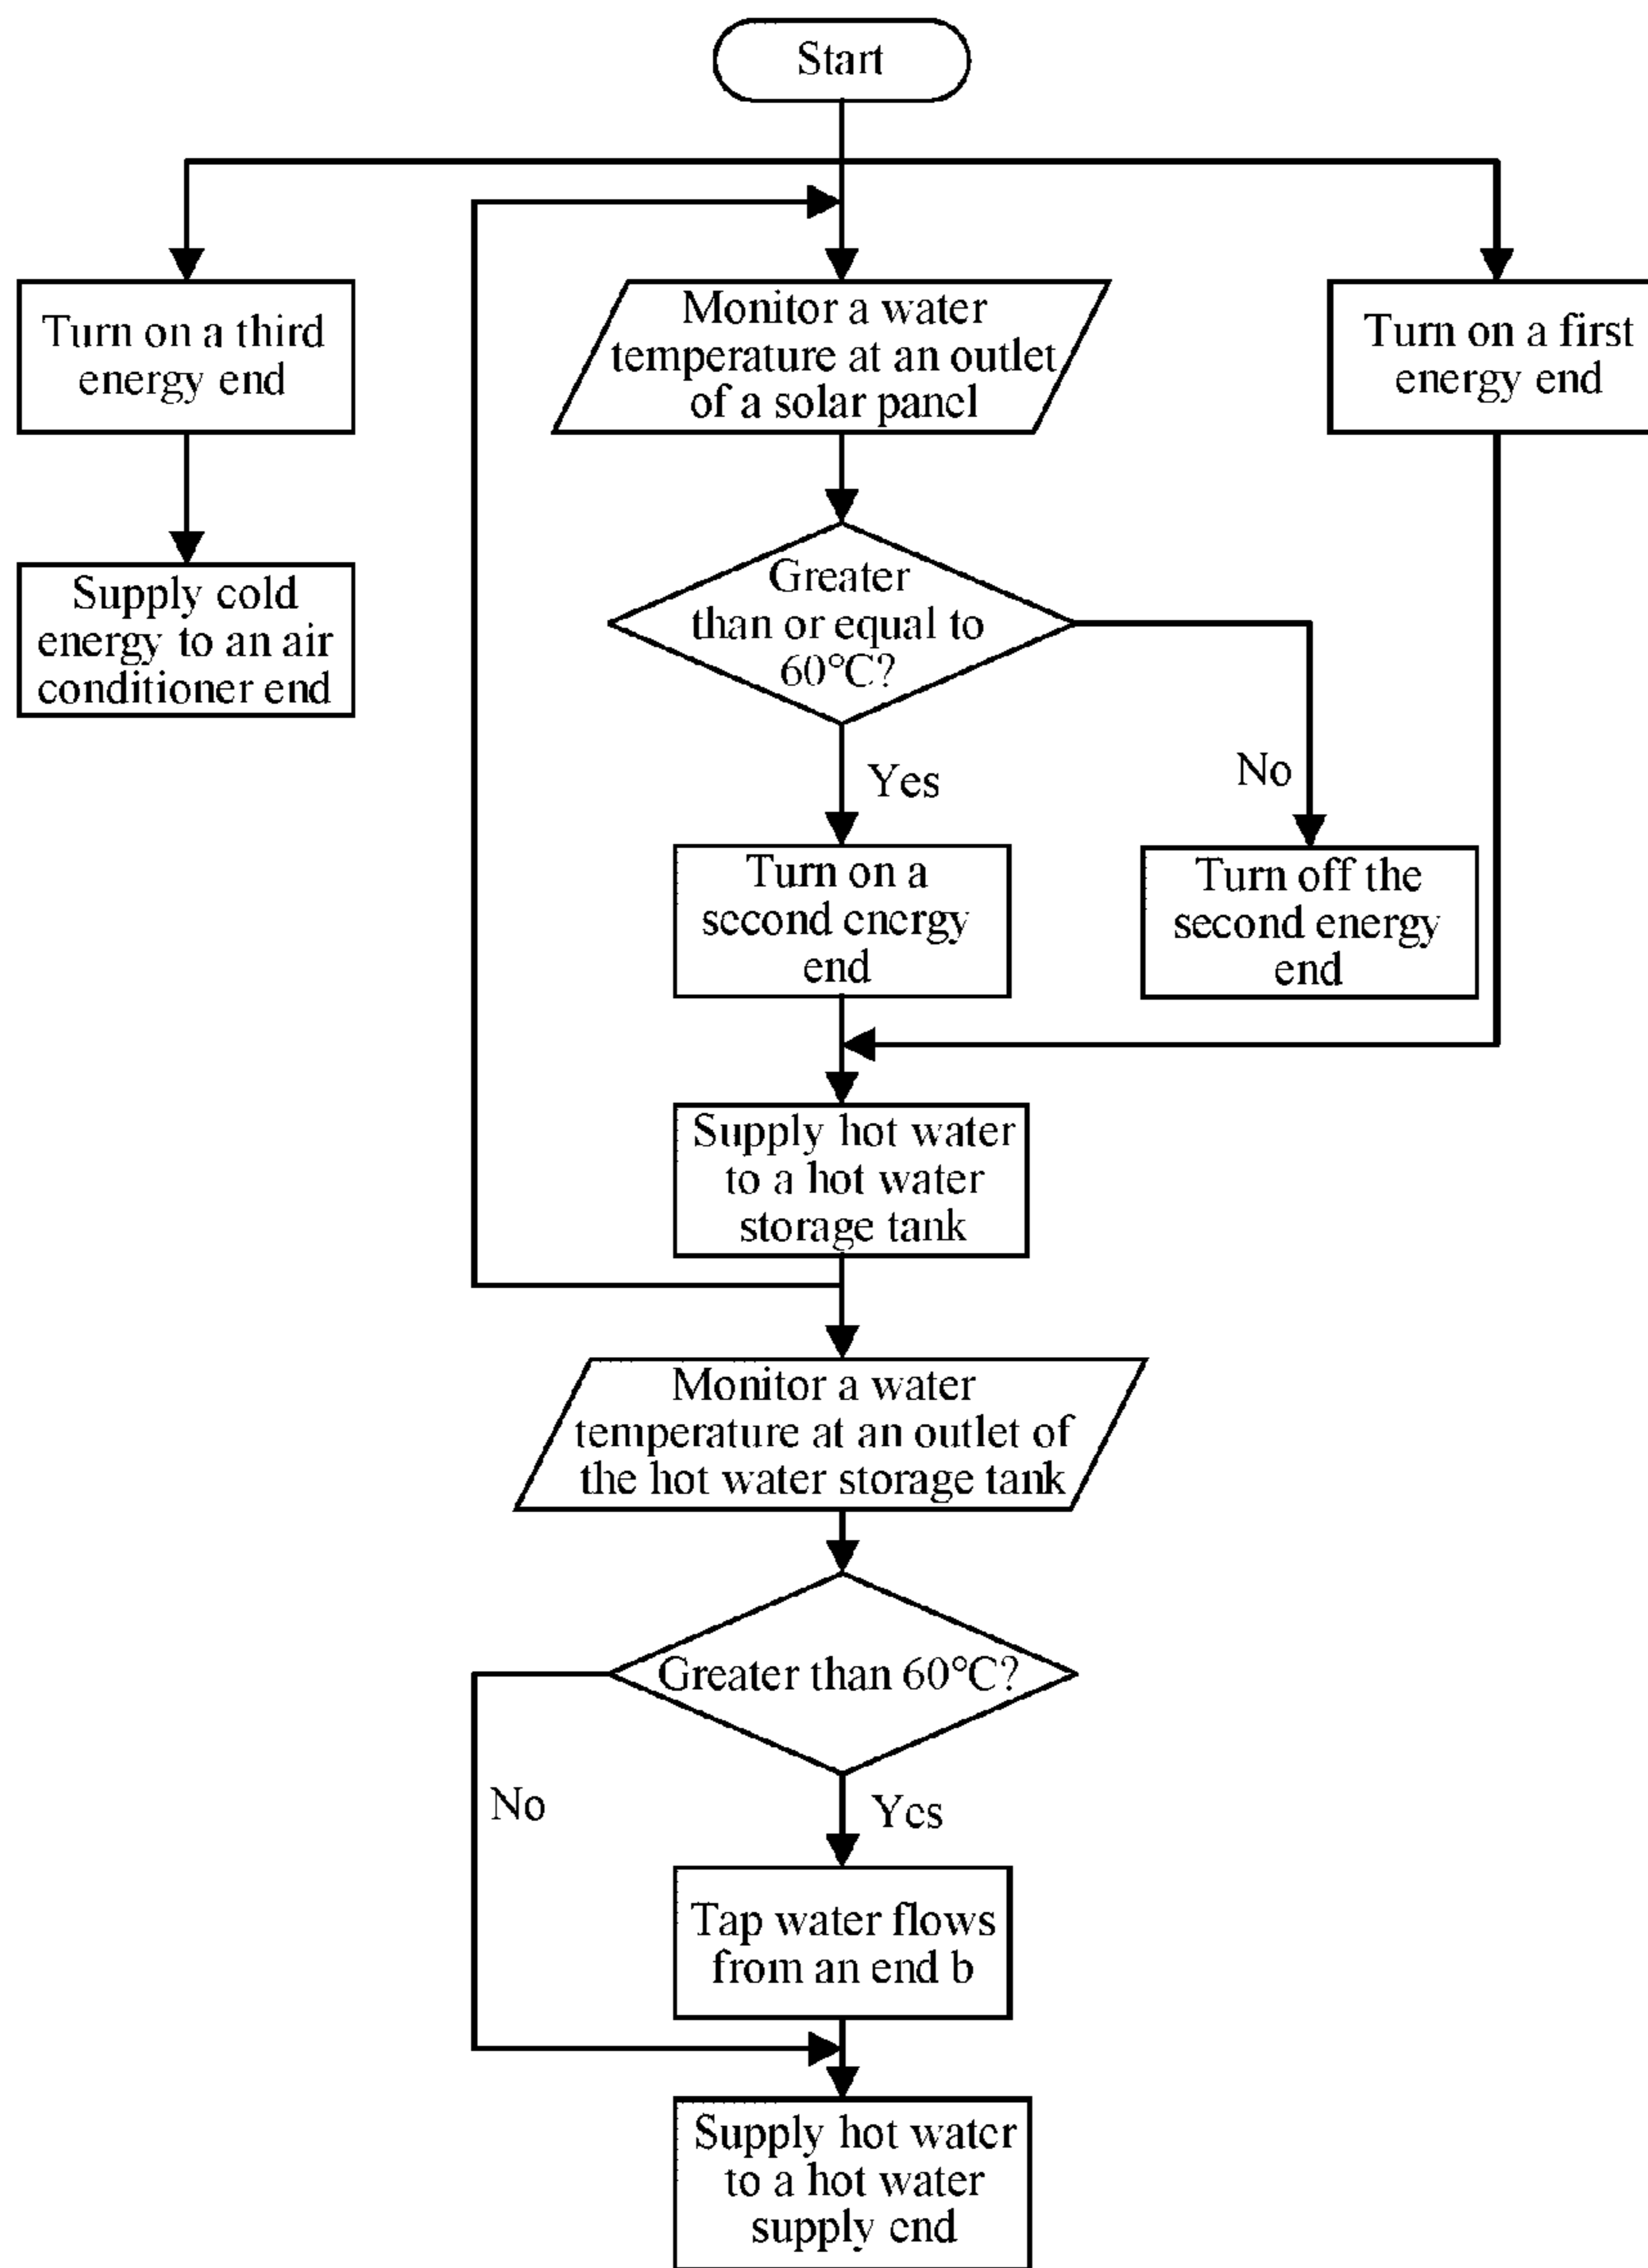 Start
Turn on a third
energy end
Monitor a water
temperature at an outlet
of a solar panel
Turn on a first
energy end
Supply cold
energy to an air
conditioner end
Greater
than or equal to
60°C?
Yes
No
Turn on a
second energy
end
Turn off the
second energy
end
Supply hot water
to a hot water
storage tank
Monitor a water
temperature at an outlet of
the hot water storage tank
Greater than 60°C?
No
Yes
Tap water flows
from an end b
Supply hot water
to a hot water
supply end